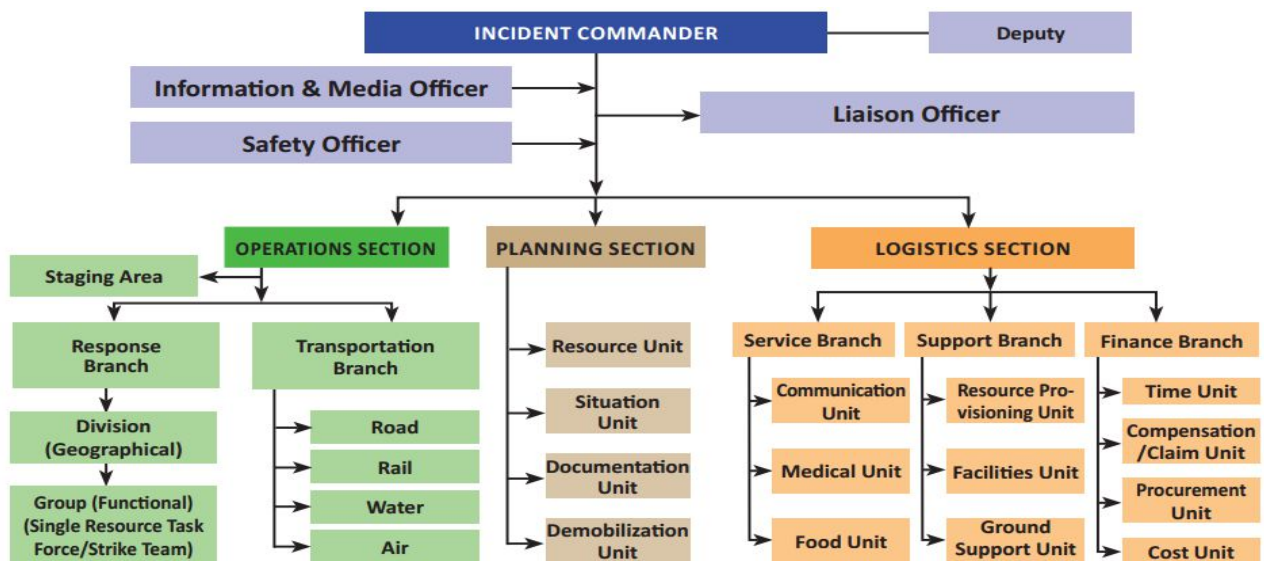 INCIDENT COMMANDER
Deputy
Information & Media Officer
Liaison Officer
Safety Officer
OPERATIONS SECTION
PLANNING SECTION
LOGISTICS SECTION
Staging Area
Response
Branch
Transportation
Branch
Division
(Geographical)
Group (Functional)
(Single Resource Task
Force/Strike Team)
Road
Rail
Water
Air
Resource Unit
Situation
Unit
Documentation
Unit
Demobilization
Unit
Service Branch
Communication
Unit
Medical Unit
Food Unit
Support Branch
Resource Pro-
visioning Unit
Facilities Unit
Ground
Support Unit
Finance Branch
Time Unit
Compensation
/Claim Unit
Procurement
Unit
Cost Unit